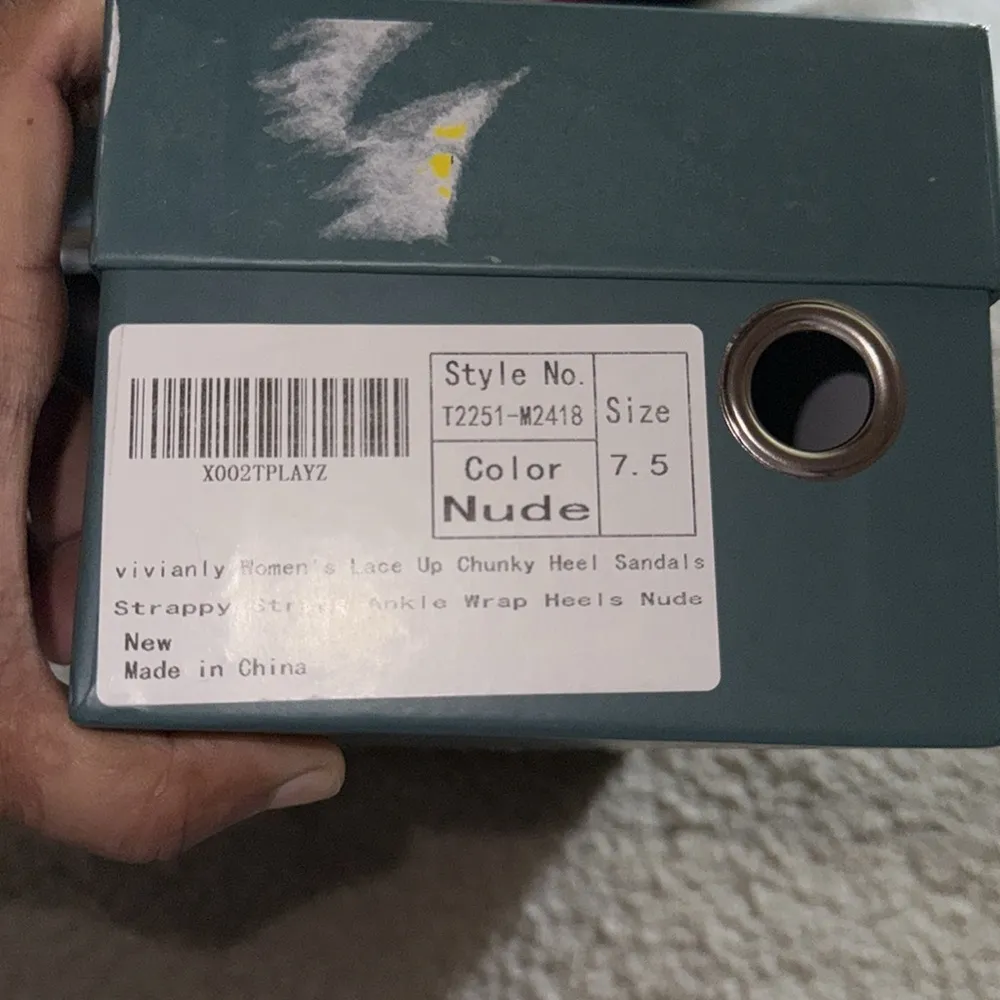 X002TPLAYZ
Style No.
T2251-M2418
Color
Nude
Size
7.5
vivianly Women's Lace Up Chunky Heel Sandals
Strappy Ankle Wrap Heels Nude
New
Made in China